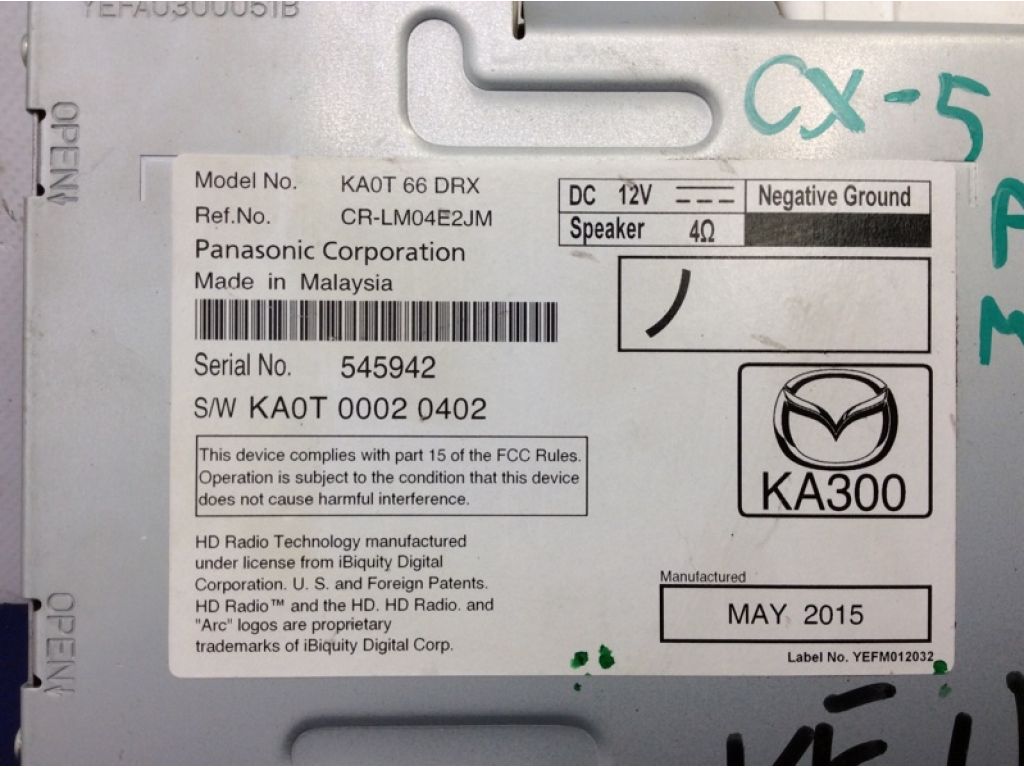 YEFA0300051B
CX-5
OPEN
Model No. KA0T 66 DRX
Ref.No. CR-LM04E2JM
Panasonic Corporation
Made in Malaysia
DC 12V Negative Ground
Speaker 4Ω
Serial No. 545942
S/W KA0T 0002 0402
This device complies with part 15 of the FCC Rules.
Operation is subject to the condition that this device
does not cause harmful interference.
KA300
HD Radio Technology manufactured
under license from iBiquity Digital
Corporation. U. S. and Foreign Patents.
HD Radio™ and the HD. HD Radio. and
"Arc" logos are proprietary
trademarks of iBiquity Digital Corp.
Manufactured
MAY 2015
Label No. YEFM012032
OPEN